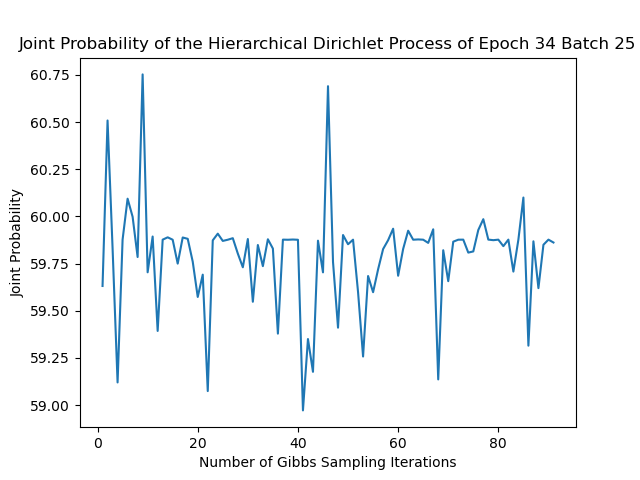 Joint Probability of the Hierarchical Dirichlet Process of Epoch 34 Batch 25
60.75
60.50
60.25
60.00
59.75
59.50
59.25
59.00
Joint Probability
0 20 40 60 80
Number of Gibbs Sampling Iterations